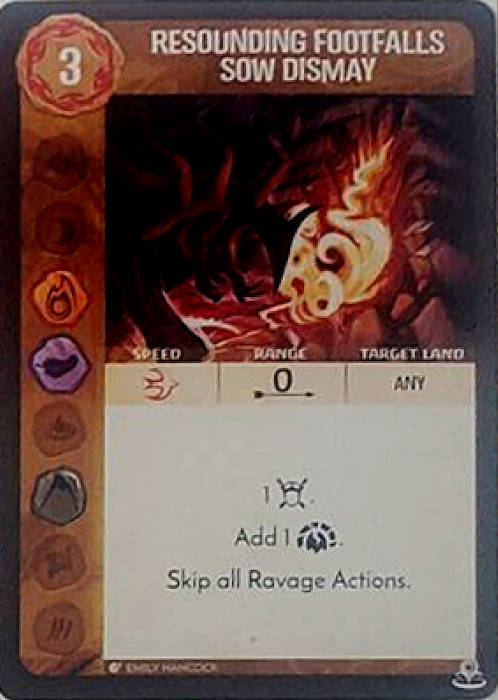 3
RESOUNDING FOOTFALLS
SOW DISMAY
SPEED RANGE TARGET LAND
0 ANY
1 .
Add 1 .
Skip all Ravage Actions.
EMILY HANCOCK